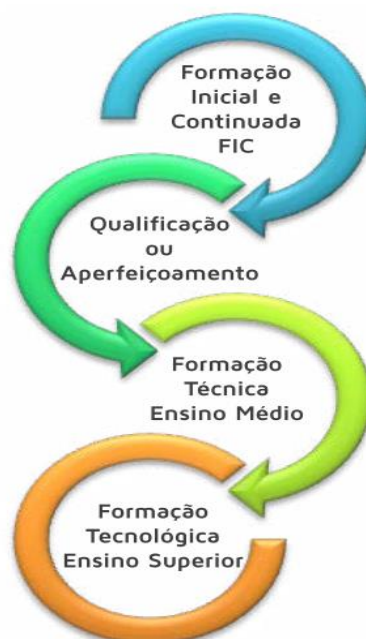 Formação
Inicial e
Continuada
FIC
Qualificação
ou
Aperfeiçoamento
Formação
Técnica
Ensino Médio
Formação
Tecnológica
Ensino Superior